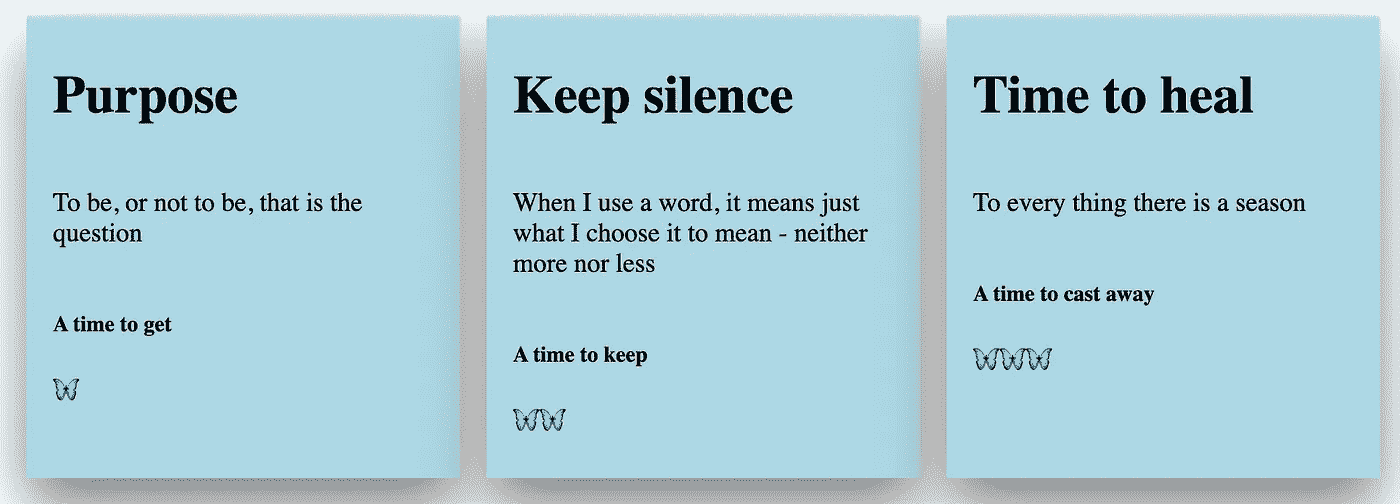 Purpose
To be, or not to be, that is the
question
A time to get
Keep silence
When I use a word, it means just
what I choose it to mean - neither
more nor less
A time to keep
Time to heal
To every thing there is a season
A time to cast away